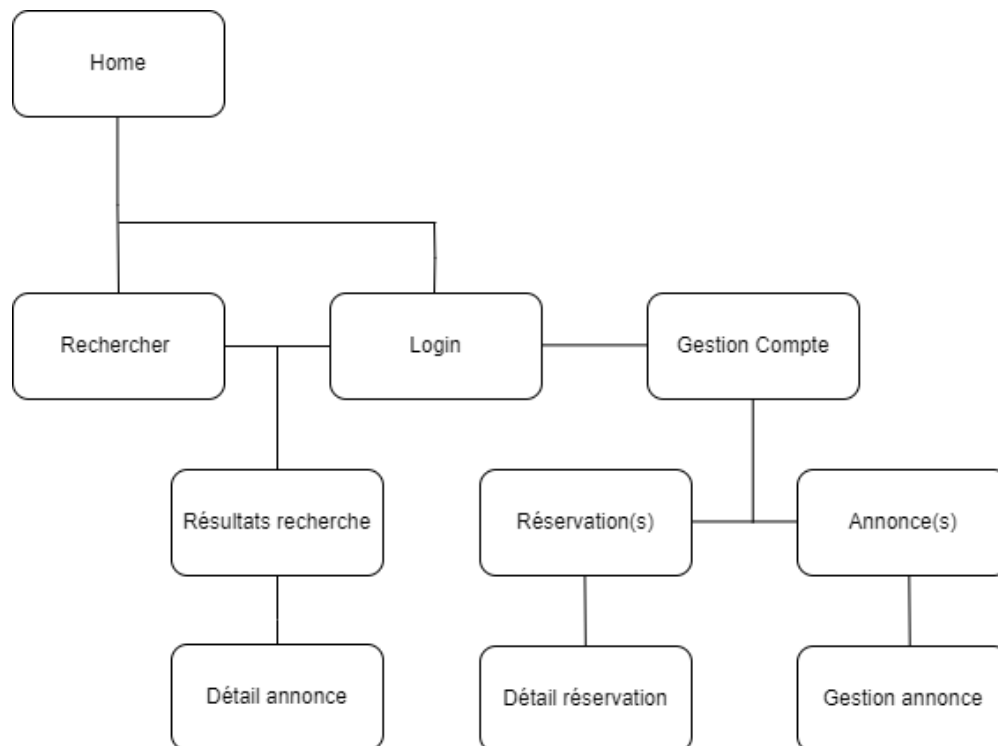 Home
Rechercher
Login
Gestion Compte
Résultats recherche
Réservation(s)
Annonce(s)
Détail annonce
Détail réservation
Gestion annonce